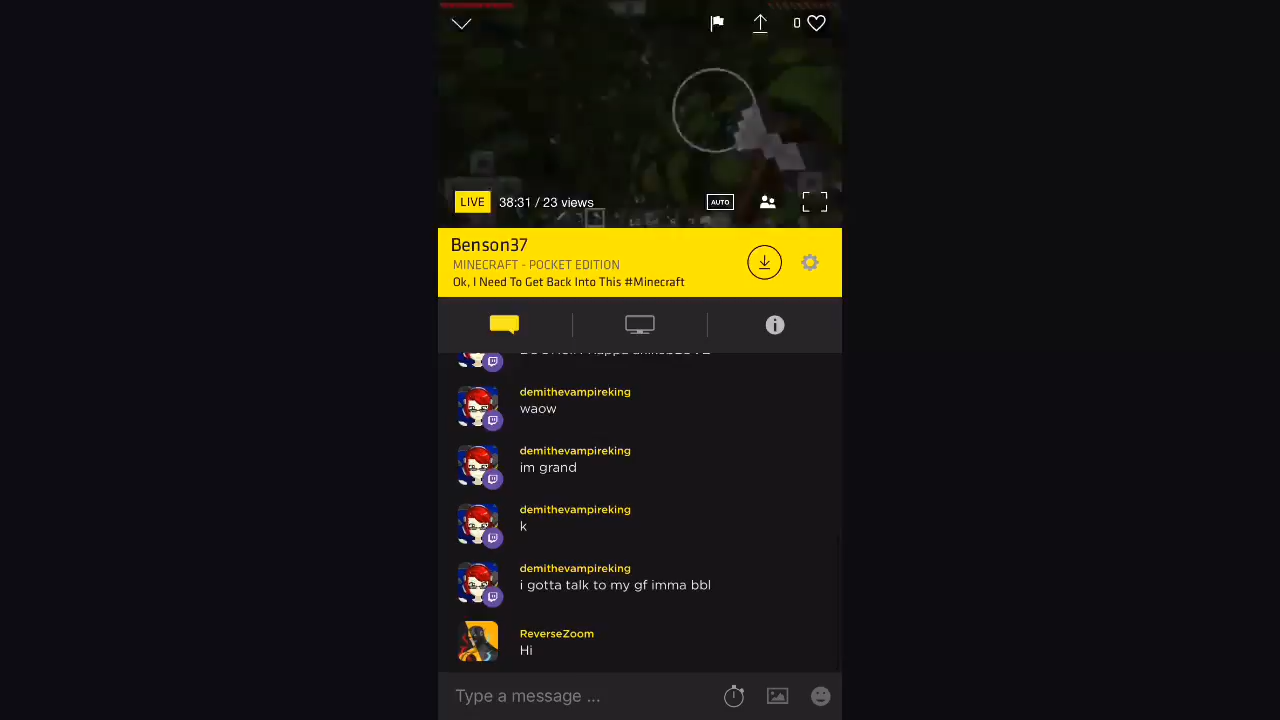 0
LIVE 38:31 / 23 views AUTO
Benson37
MINECRAFT - POCKET EDITION
Ok, I Need To Get Back Into This #Minecraft
demithevampireking
waow
demithevampireking
im grand
demithevampireking
k
demithevampireking
i gotta talk to my gf imma bbl
ReverseZoom
Hi
Type a message ...